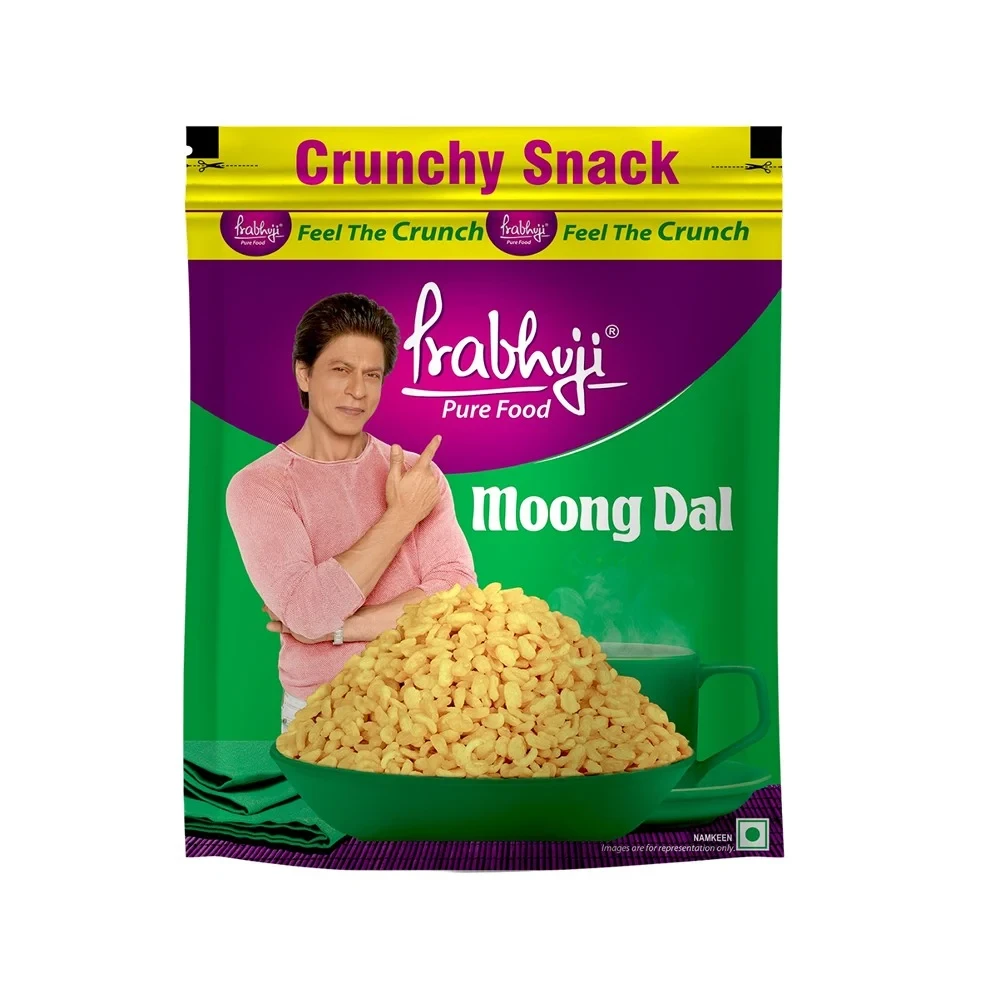 Crunchy Snack
Prabhuji Pure Food Feel The Crunch Prabhuji Pure Food Feel The Crunch
Prabhuji®
Pure Food
Moong Dal
NAMKEEN
Images are for representation only.